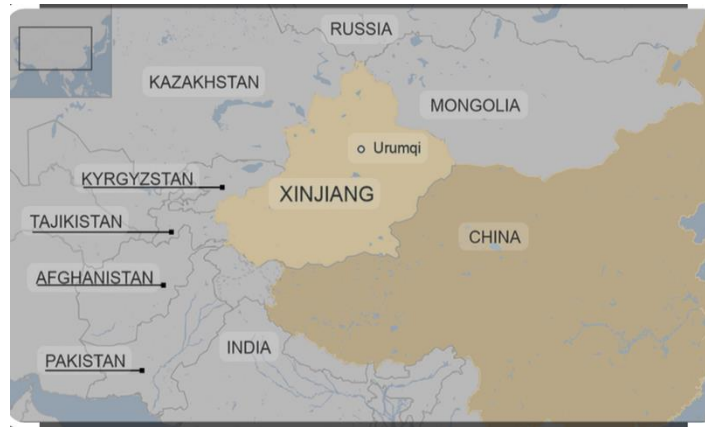 RUSSIA
KAZAKHSTAN
MONGOLIA
Urumqi
KYRGYZSTAN
XINJIANG
TAJIKISTAN
CHINA
AFGHANISTAN
INDIA
PAKISTAN